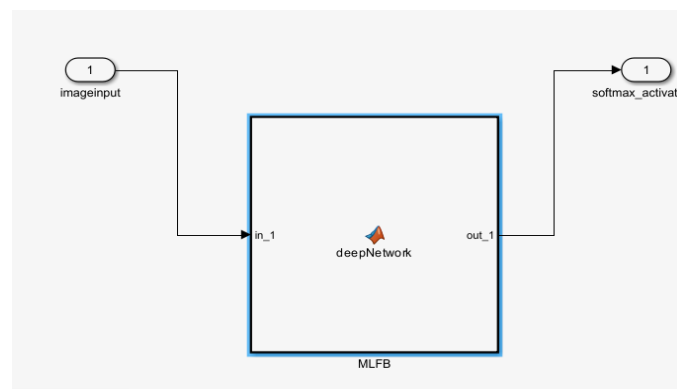 1
imageinput
1
softmax_activat
in_1
deepNetwork
out_1
MLFB